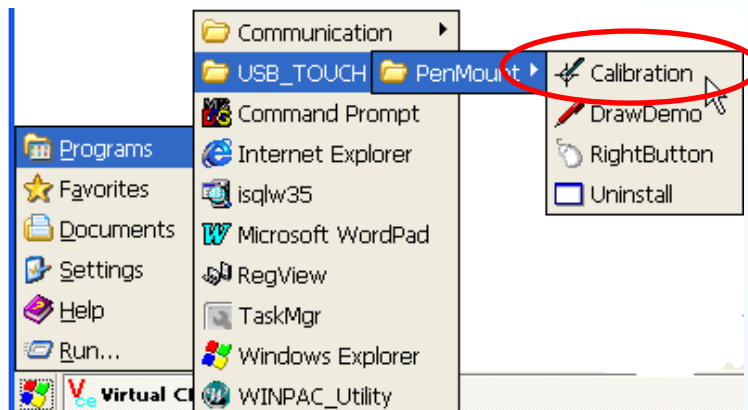 Programs
Favorites
Documents
Settings
Help
Run...
Virtual
Communication
USB_TOUCH
Command Prompt
Internet Explorer
isqlw35
Microsoft WordPad
RegView
TaskMgr
Windows Explorer
WINPAC_Utility
PenMount
Calibration
DrawDemo
RightButton
Uninstall